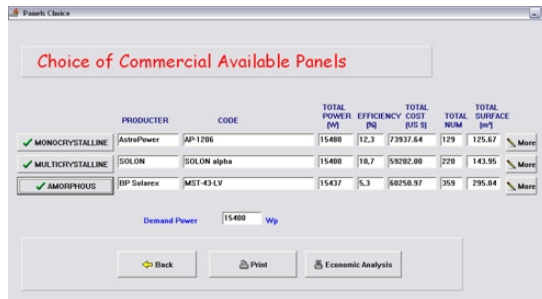 Panels Choice
Choice of Commercial Available Panels
PRODUCTER CODE TOTAL POWER [W] EFFICIENCY [%] TOTAL COST [US $] TOTAL NUM TOTAL SURFACE [m²]
MONOCRYSTALLINE AstroPower AP-1206 15480 12,3 73937.64 129 125.67 More
MULTICRYSTALLINE SOLON SOLON alpha 15400 10,7 59202.00 220 143.95 More
AMORPHOUS BP Solarex MST-43-LV 15437 5,3 60250.97 359 295.04 More
Demand Power 15400 Wp
Back Print Economic Analysis